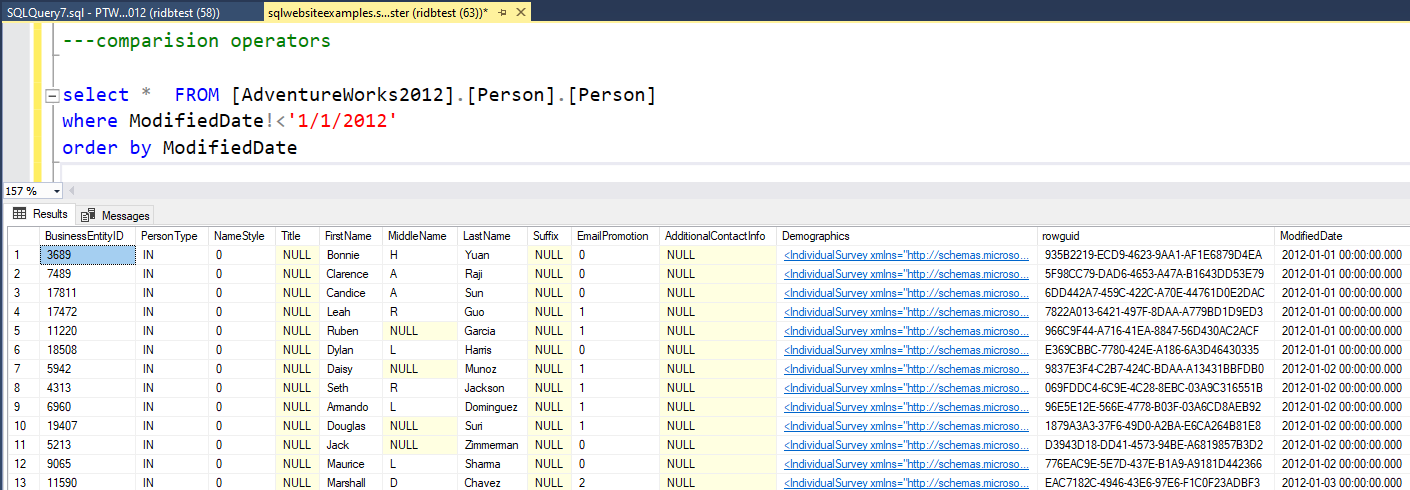 SQLQuery7.sql - PTW...012 (ridbtest (58)) sqlwebsiteexamples.s...ster (ridbtest (63))*
---comparision operators
select * FROM [AdventureWorks2012].[Person].[Person]
where ModifiedDate!<'1/1/2012'
order by ModifiedDate
157 %
Results Messages
BusinessEntityID PersonType NameStyle Title FirstName MiddleName LastName Suffix EmailPromotion AdditionalContactInfo Demographics rowguid ModifiedDate
1 3689 IN 0 NULL Bonnie H Yuan NULL 0 NULL <IndividualSurvey xmlns="http://schemas.microso... 935B2219-ECD9-4623-9AA1-AF1E6879D4EA 2012-01-01 00:00:00.000
2 7489 IN 0 NULL Clarence A Raji NULL 0 NULL <IndividualSurvey xmlns="http://schemas.microso... 5F98CC79-DAD6-4653-A47A-B1643DD53E79 2012-01-01 00:00:00.000
3 17811 IN 0 NULL Candice A Sun NULL 0 NULL <IndividualSurvey xmlns="http://schemas.microso... 6DD442A7-459C-422C-A70E-44761D0E2DAC 2012-01-01 00:00:00.000
4 17472 IN 0 NULL Leah R Guo NULL 1 NULL <IndividualSurvey xmlns="http://schemas.microso... 7822A013-6421-497F-8DAA-A779BD1D9ED3 2012-01-01 00:00:00.000
5 11220 IN 0 NULL Ruben NULL Garcia NULL 1 NULL <IndividualSurvey xmlns="http://schemas.microso... 966C9F44-A716-41EA-8847-56D430AC2ACF 2012-01-01 00:00:00.000
6 18508 IN 0 NULL Dylan L Harris NULL 0 NULL <IndividualSurvey xmlns="http://schemas.microso... E369CBBC-7780-424E-A186-6A3D46430335 2012-01-01 00:00:00.000
7 5942 IN 0 NULL Daisy NULL Munoz NULL 1 NULL <IndividualSurvey xmlns="http://schemas.microso... 9837E3F4-C2B7-424C-BDAA-A13431BBFDB0 2012-01-01 00:00:00.000
8 4313 IN 0 NULL Seth R Jackson NULL 1 NULL <IndividualSurvey xmlns="http://schemas.microso... 069FDDC4-6C9E-4C28-8EBC-03A9C316551B 2012-01-02 00:00:00.000
9 6960 IN 0 NULL Armando L Dominguez NULL 1 NULL <IndividualSurvey xmlns="http://schemas.microso... 96E5E12E-566E-4778-B03F-03A6CD8AEB92 2012-01-02 00:00:00.000
10 19407 IN 0 NULL Douglas NULL Suri NULL 1 NULL <IndividualSurvey xmlns="http://schemas.microso... 1879A3A3-37F6-49D0-A2BA-E6CA264B81E8 2012-01-02 00:00:00.000
11 5213 IN 0 NULL Jack NULL Zimmerman NULL 0 NULL <IndividualSurvey xmlns="http://schemas.microso... D3943D18-DD41-4573-94BE-A6819857B3D2 2012-01-02 00:00:00.000
12 9065 IN 0 NULL Maurice L Sharma NULL 0 NULL <IndividualSurvey xmlns="http://schemas.microso... 776EAC9E-5E7D-437E-B1A9-A9181D442366 2012-01-02 00:00:00.000
13 11590 IN 0 NULL Marshall D Chavez NULL 2 NULL <IndividualSurvey xmlns="http://schemas.microso... EAC7182C-4946-43E6-97E6-F1C0F23ADBF3 2012-01-03 00:00:00.000